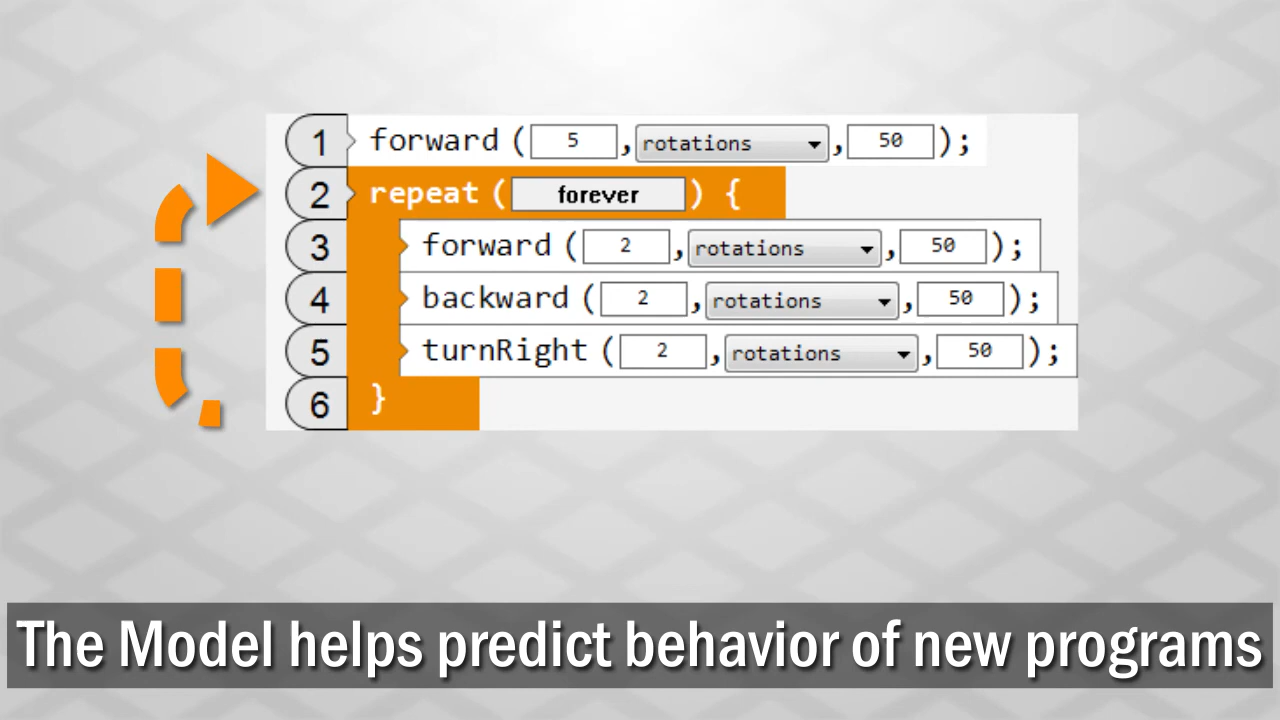 1 forward ( 5 , rotations , 50 );
2 repeat ( forever ) {
3 forward ( 2 , rotations , 50 );
4 backward ( 2 , rotations , 50 );
5 turnRight ( 2 , rotations , 50 );
6 }
The Model helps predict behavior of new programs